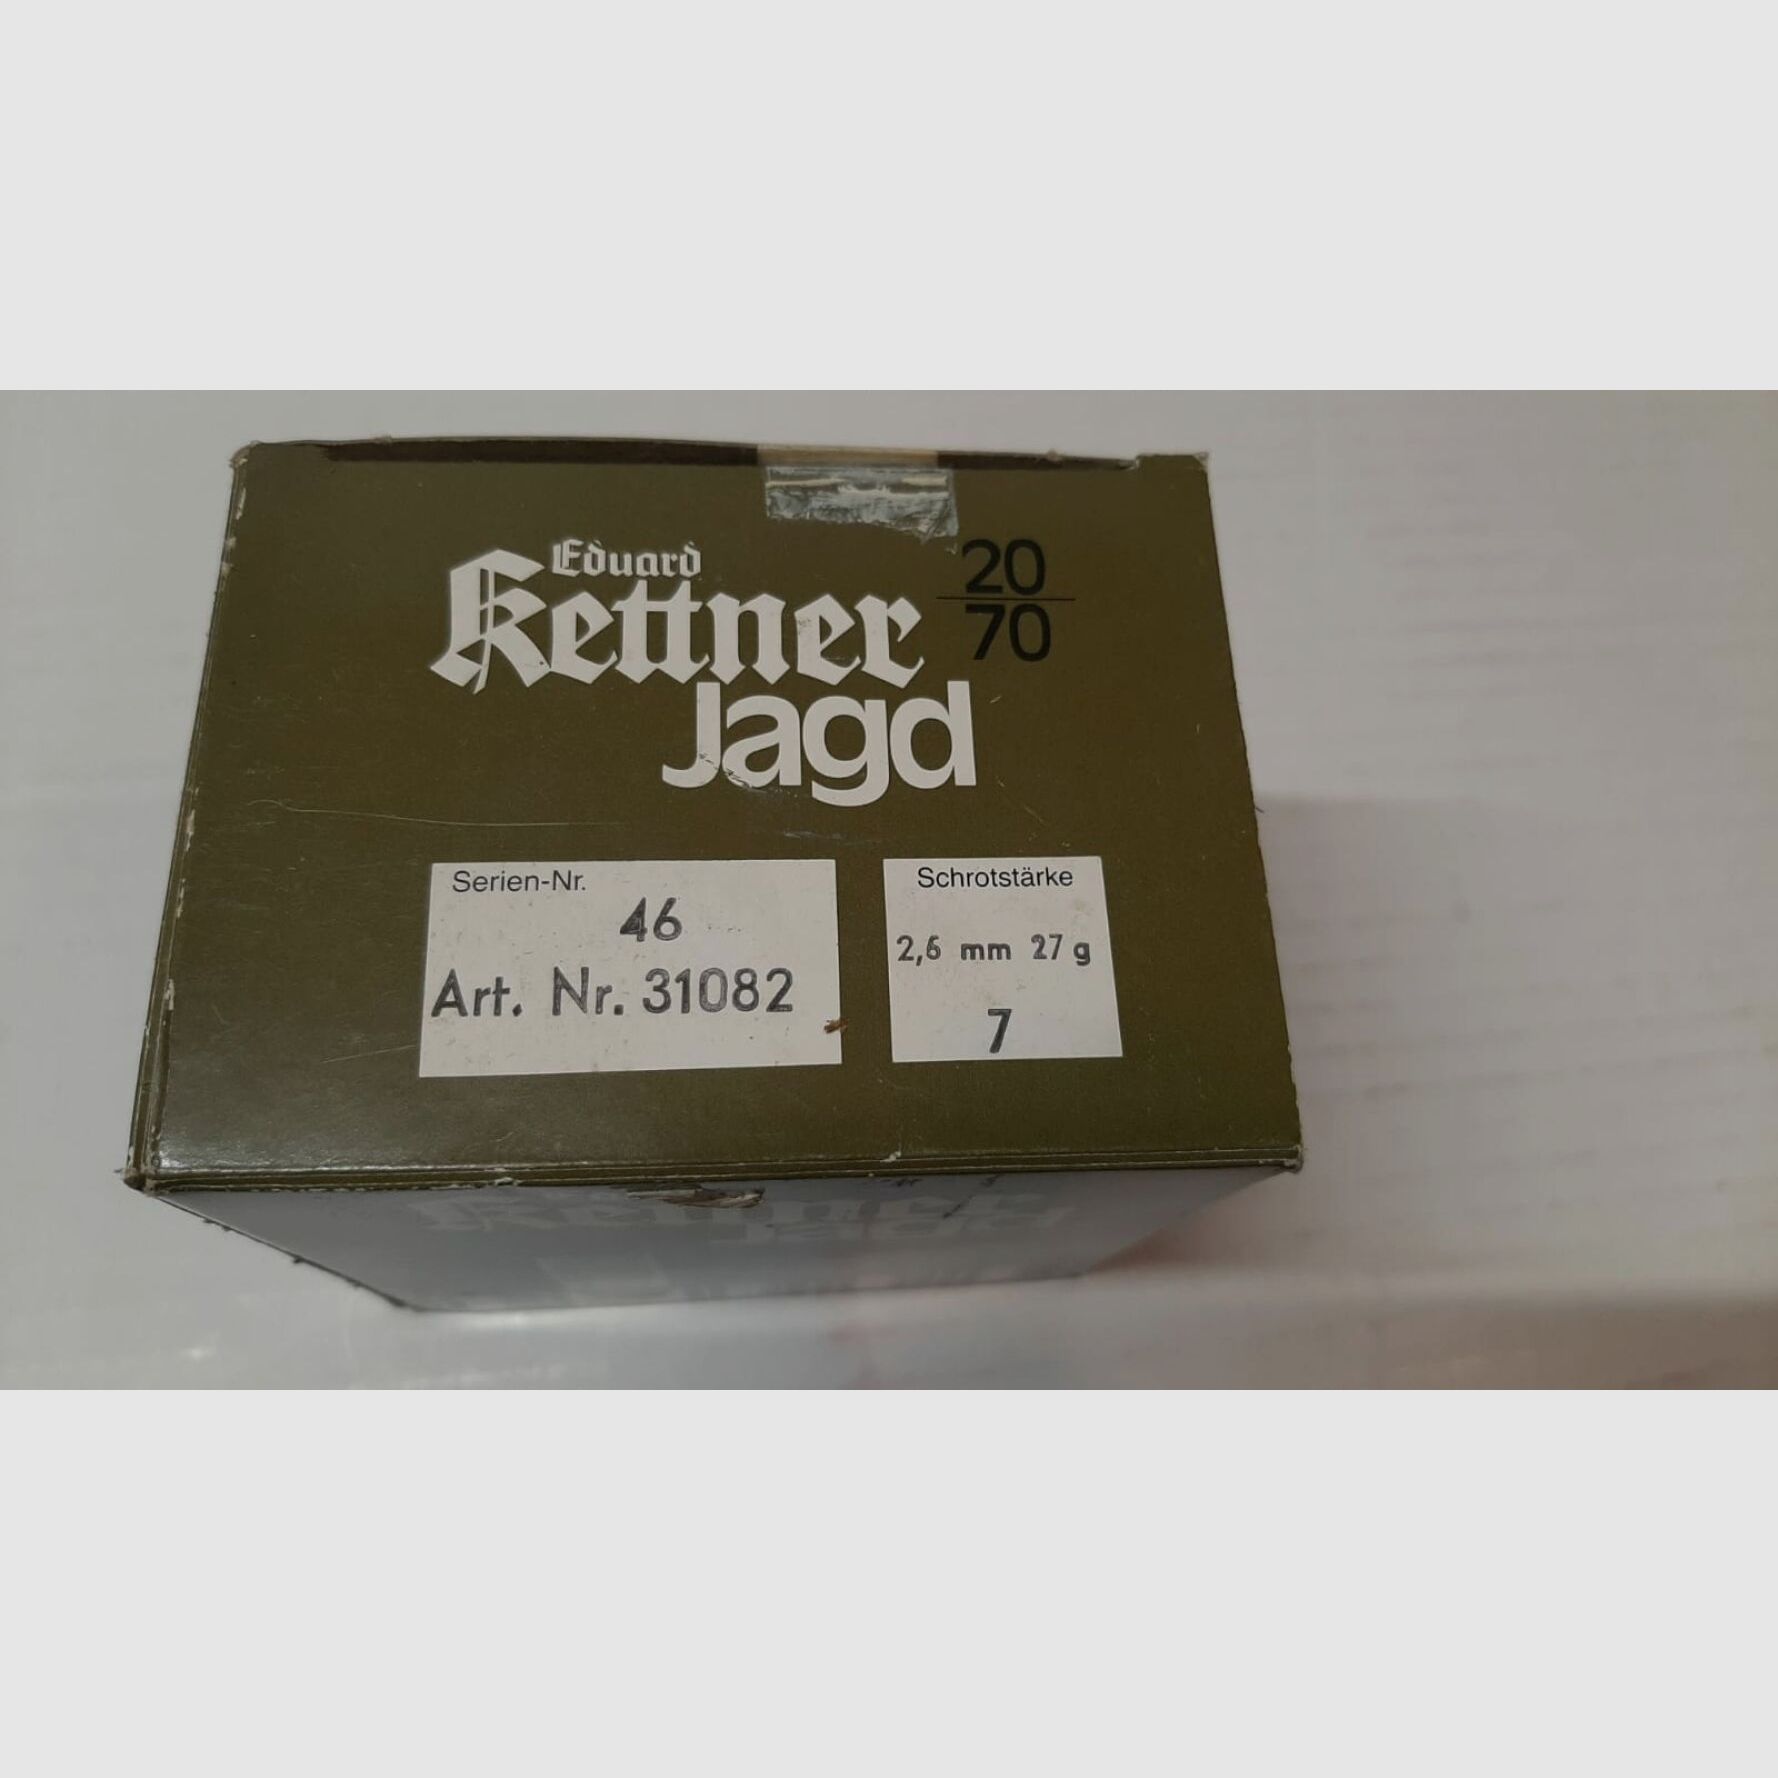 Eduard
Kettner
20
70
Jagd
Serien-Nr.
46
Art. Nr. 31082
Schrotstärke
2,6 mm 27 g
7